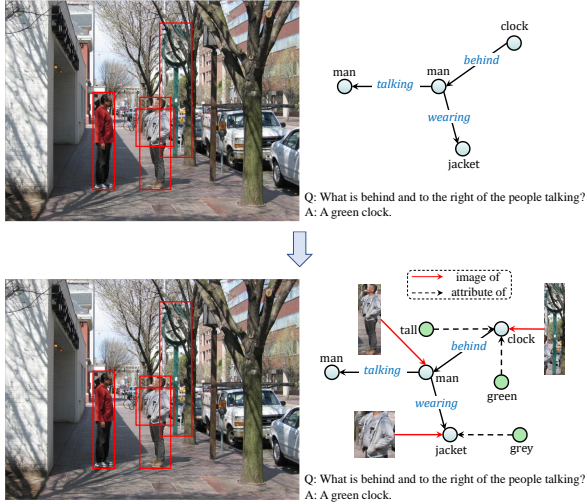 clock
behind
man
talking
man
wearing
jacket
Q: What is behind and to the right of the people talking?
A: A green clock.
image of
attribute of
tall
clock
behind
man
talking
man
green
wearing
jacket
grey
Q: What is behind and to the right of the people talking?
A: A green clock.